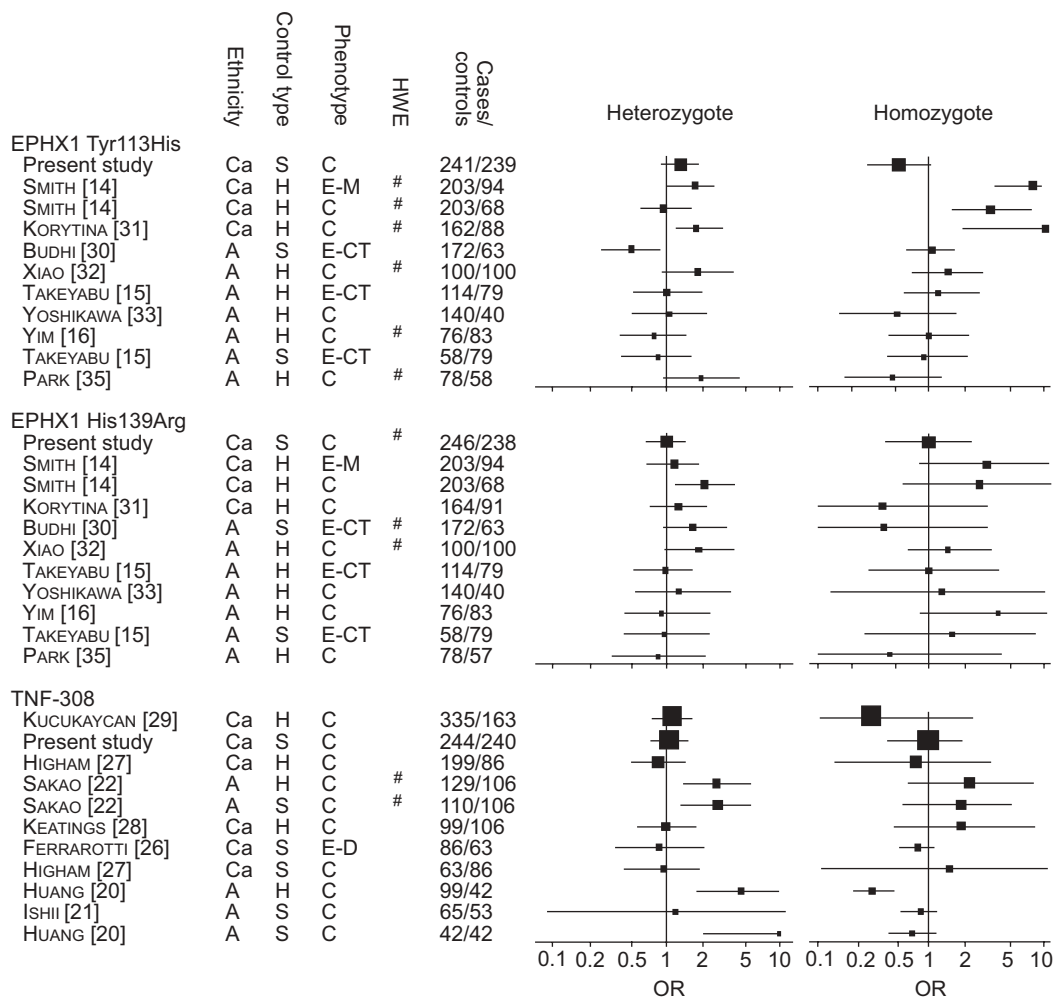 Ethnicity Control type Phenotype HWE Cases/ controls Heterozygote Homozygote
EPHX1 Tyr113His
Present study Ca S C 241/239
SMITH [14] Ca H E-M # 203/94
SMITH [14] Ca H C # 203/68
KORYTINA [31] Ca H C # 162/88
BUDHI [30] A S E-CT 172/63
XIAO [32] A H C # 100/100
TAKEYABU [15] A H E-CT 114/79
YOSHIKAWA [33] A H C 140/40
YIM [16] A H C # 76/83
TAKEYABU [15] A S E-CT 58/79
PARK [35] A H C # 78/58
EPHX1 His139Arg
Present study Ca S C # 246/238
SMITH [14] Ca H E-M 203/94
SMITH [14] Ca H C 203/68
KORYTINA [31] Ca H C 164/91
BUDHI [30] A S E-CT # 172/63
XIAO [32] A H C # 100/100
TAKEYABU [15] A H E-CT 114/79
YOSHIKAWA [33] A H C 140/40
YIM [16] A H C 76/83
TAKEYABU [15] A S E-CT 58/79
PARK [35] A H C 78/57
TNF-308
KUCUKAYCAN [29] Ca H C 335/163
Present study Ca S C 244/240
HIGHAM [27] Ca H C 199/86
SAKAO [22] A H C # 129/106
SAKAO [22] A S C # 110/106
KEATINGS [28] Ca H C 99/106
FERRAROTTI [26] Ca S E-D 86/63
HIGHAM [27] Ca S C 63/86
HUANG [20] A H C 99/42
ISHII [21] A S C 65/53
HUANG [20] A S C 42/42
0.1 0.2 0.5 1 2 5 10 0.1 0.2 0.5 1 2 5 10
OR OR